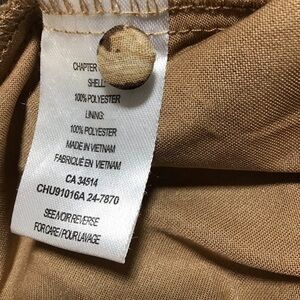 CHAPTER
SHELL:
100% POLYESTER
LINING:
100% POLYESTER
MADE IN VIETNAM
FABRIQUÉ EN VIETNAM
CA 34514
CHU91016A 24-7870
SEE/VOIR REVERSE
FOR CARE/POUR LAVAGE